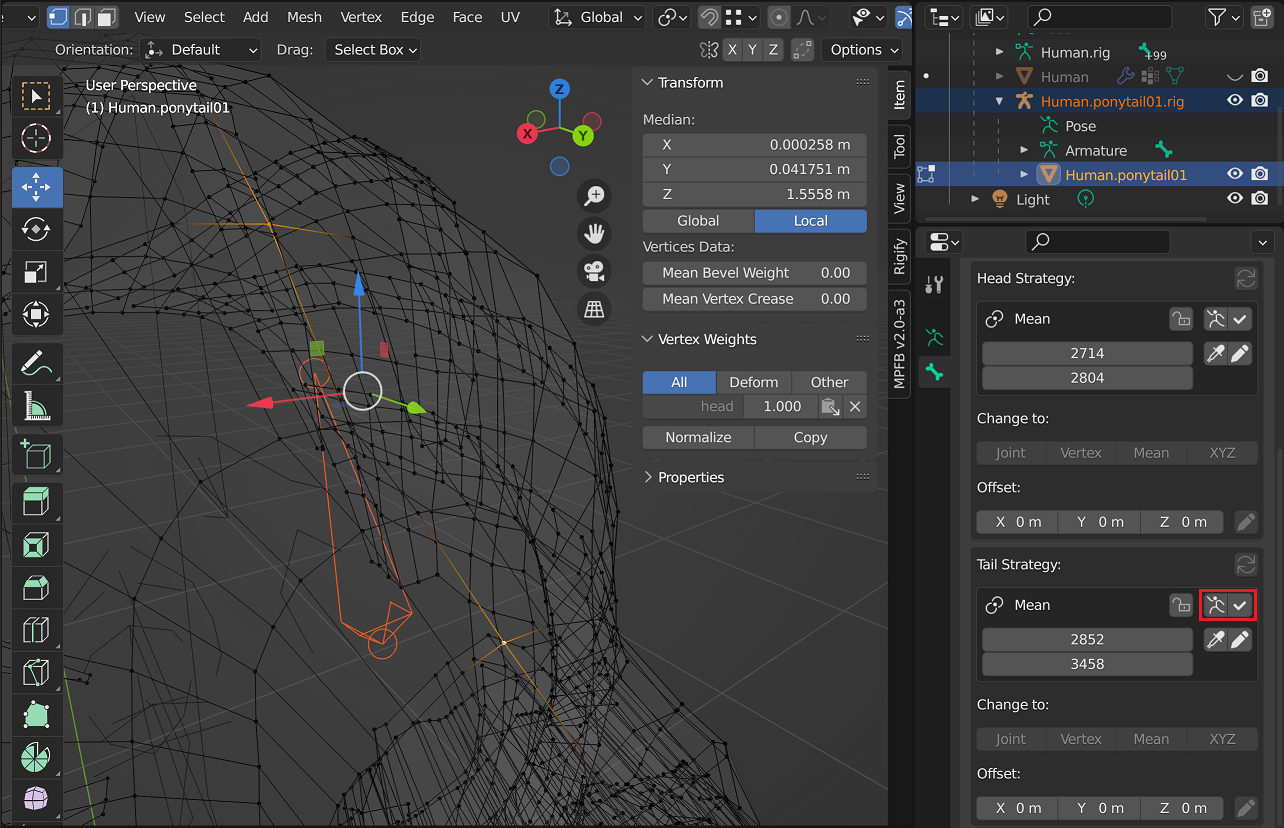 View Select Add Mesh Vertex Edge Face UV Global
Orientation: Default Drag: Select Box X Y Z Options
User Perspective
(1) Human.ponytail01
Z
X
Y
Transform
Median:
X 0.000258 m
Y 0.041751 m
Z 1.5558 m
Global Local
Vertices Data:
Mean Bevel Weight 0.00
Mean Vertex Crease 0.00
Vertex Weights
All Deform Other
head 1.000
Normalize Copy
Properties
Item
Tool
View
Rigify
MPFB v2.0-a3
Human.rig +99
Human
Human.ponytail01.rig
Pose
Armature
Human.ponytail01
Light
Head Strategy:
Mean
2714
2804
Change to:
Joint Vertex Mean XYZ
Offset:
X 0 m Y 0 m Z 0 m
Tail Strategy:
Mean
2852
3458
Change to:
Joint Vertex Mean XYZ
Offset:
X 0 m Y 0 m Z 0 m